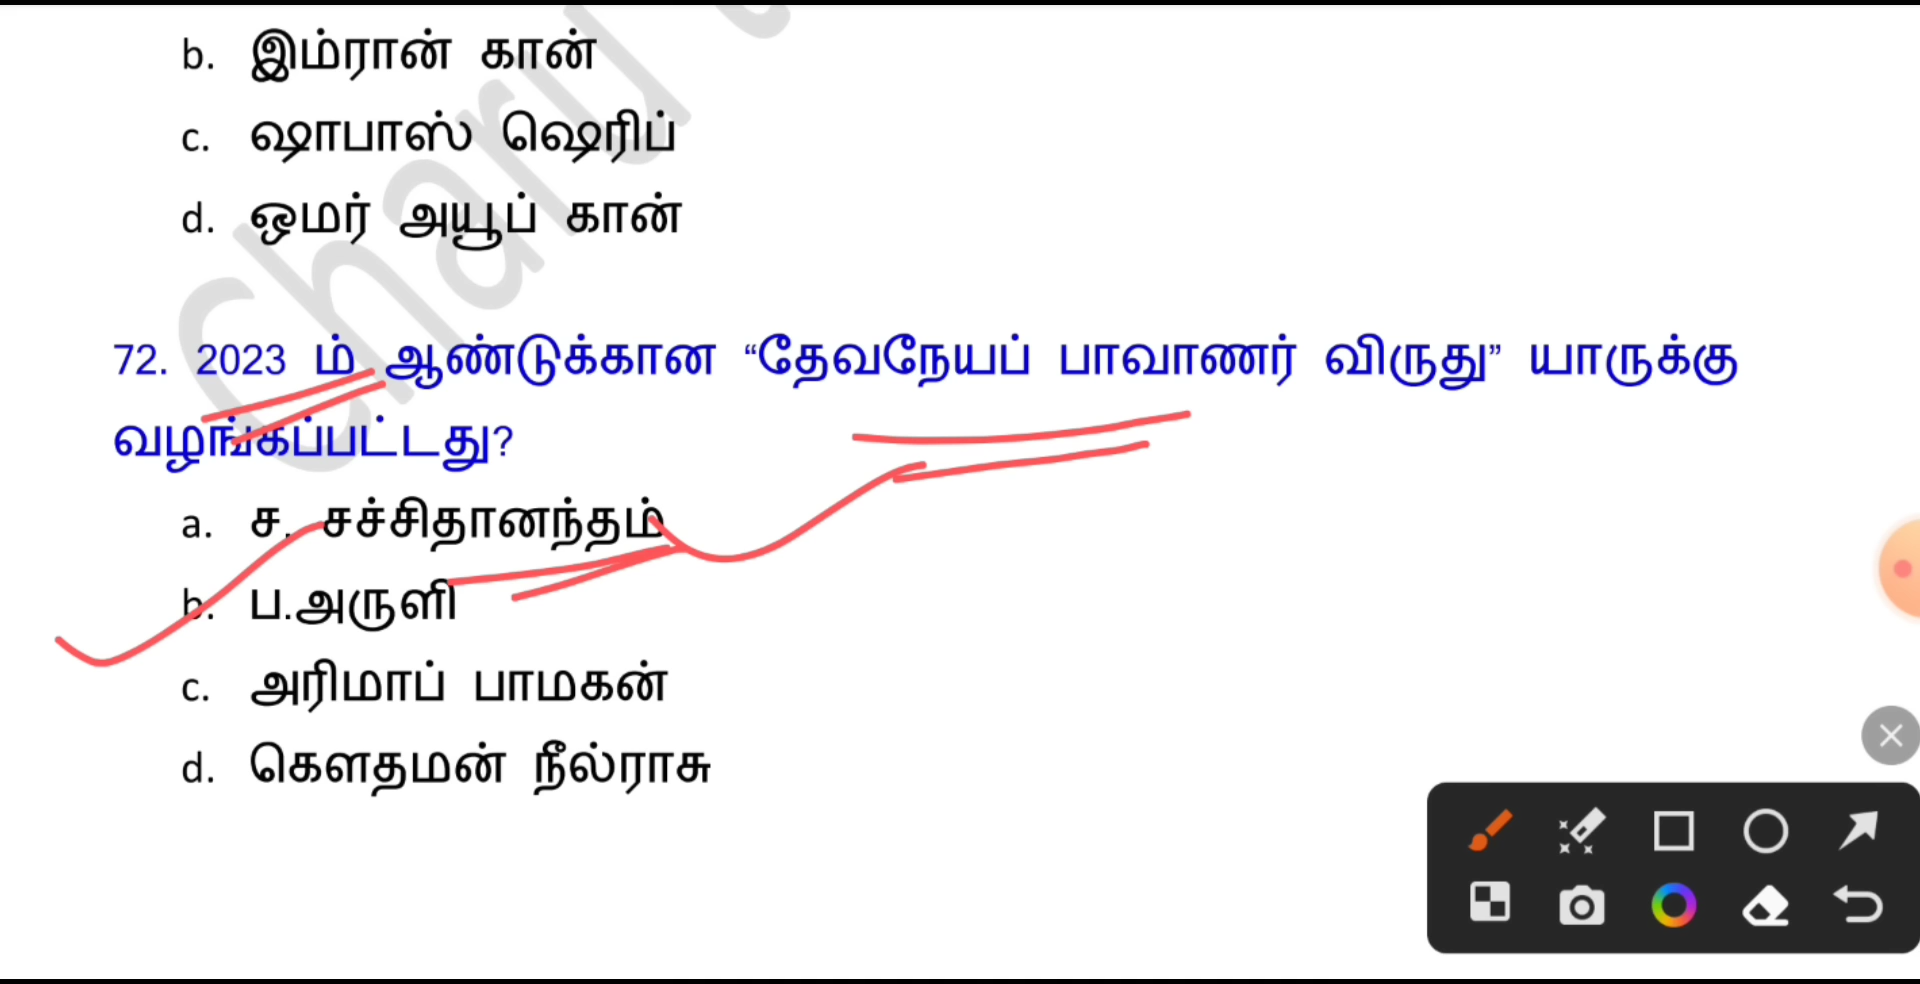 b. இம்ரான் கான்
c. ஷாபாஸ் ஷெரிப்
d. ஒமர் அயூப் கான்
72. 2023 ம் ஆண்டுக்கான “தேவநேயப் பாவாணர் விருது” யாருக்கு
வழங்கப்பட்டது?
a. ச. சச்சிதானந்தம்
b. ப.அருளி
c. அரிமாப் பாமகன்
d. கௌதமன் நீல்ராசு
Charu